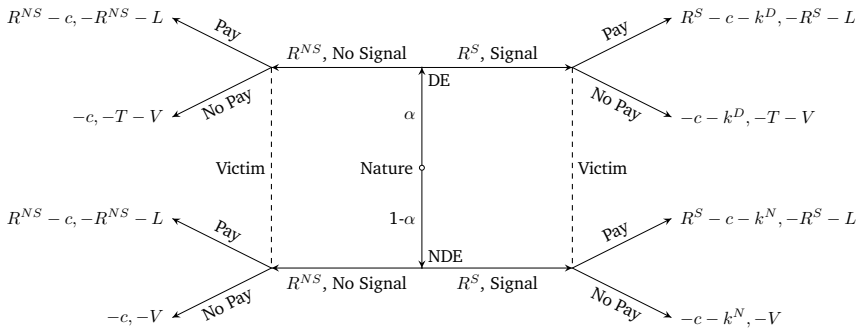 R^{NS} − c, −R^{NS} − L
Pay
R^{NS}, No Signal
R^S, Signal
Pay
R^S − c − k^D, −R^S − L
DE
No Pay
−c, −T − V
α
No Pay
−c − k^D, −T − V
Victim
Nature
Victim
R^{NS} − c, −R^{NS} − L
Pay
1-α
Pay
R^S − c − k^N, −R^S − L
NDE
R^{NS}, No Signal
R^S, Signal
No Pay
−c, −V
No Pay
−c − k^N, −V